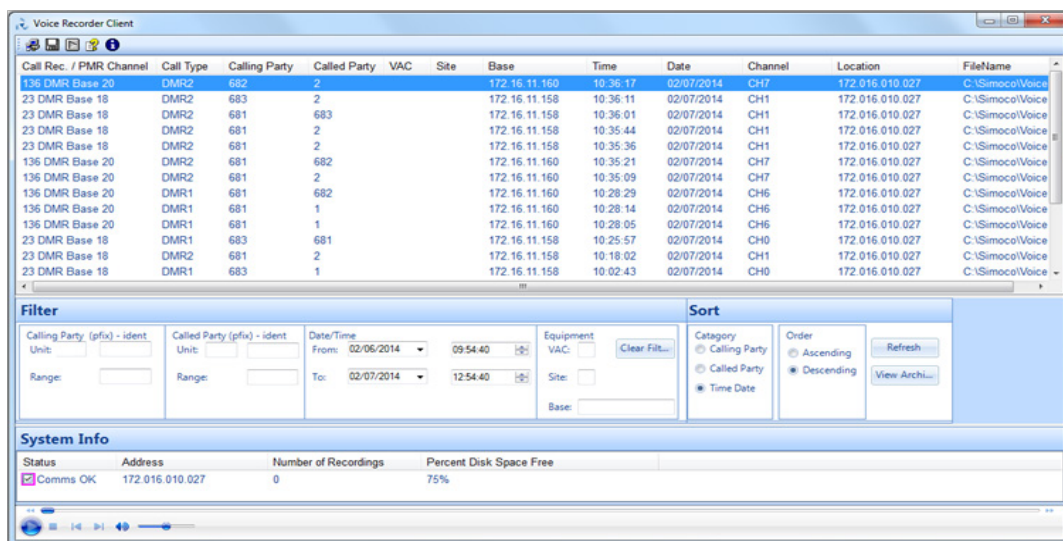 Voice Recorder Client
Call Rec. / PMR Channel Call Type Calling Party Called Party VAC Site Base Time Date Channel Location FileName
136 DMR Base 20 DMR2 682 2 172.16.11.160 10:36:17 02/07/2014 CH7 172.016.010.027 C:\Simoco\Voice
23 DMR Base 18 DMR2 683 2 172.16.11.158 10:36:11 02/07/2014 CH1 172.016.010.027 C:\Simoco\Voice
23 DMR Base 18 DMR2 681 683 172.16.11.158 10:36:01 02/07/2014 CH1 172.016.010.027 C:\Simoco\Voice
23 DMR Base 18 DMR2 681 2 172.16.11.158 10:35:44 02/07/2014 CH1 172.016.010.027 C:\Simoco\Voice
23 DMR Base 18 DMR2 681 2 172.16.11.158 10:35:36 02/07/2014 CH1 172.016.010.027 C:\Simoco\Voice
136 DMR Base 20 DMR2 681 682 172.16.11.160 10:35:21 02/07/2014 CH7 172.016.010.027 C:\Simoco\Voice
136 DMR Base 20 DMR2 681 2 172.16.11.160 10:35:09 02/07/2014 CH7 172.016.010.027 C:\Simoco\Voice
136 DMR Base 20 DMR1 681 682 172.16.11.160 10:28:29 02/07/2014 CH6 172.016.010.027 C:\Simoco\Voice
136 DMR Base 20 DMR1 681 1 172.16.11.160 10:28:14 02/07/2014 CH6 172.016.010.027 C:\Simoco\Voice
136 DMR Base 20 DMR1 681 1 172.16.11.160 10:28:05 02/07/2014 CH6 172.016.010.027 C:\Simoco\Voice
23 DMR Base 18 DMR1 683 681 172.16.11.158 10:25:57 02/07/2014 CH0 172.016.010.027 C:\Simoco\Voice
23 DMR Base 18 DMR2 681 2 172.16.11.158 10:18:02 02/07/2014 CH1 172.016.010.027 C:\Simoco\Voice
23 DMR Base 18 DMR1 683 1 172.16.11.158 10:02:43 02/07/2014 CH0 172.016.010.027 C:\Simoco\Voice
Filter Sort
Calling Party (pfix) - ident Called Party (pfix) - ident Date/Time Equipment Catagory Order
Unit: Unit: From: 02/06/2014 09:54:40 VAC: Clear Filt... Calling Party Ascending Refresh
Range: Range: To: 02/07/2014 12:54:40 Site: Called Party Descending View Archi...
Base: Time Date
System Info
Status Address Number of Recordings Percent Disk Space Free
Comms OK 172.016.010.027 0 75%